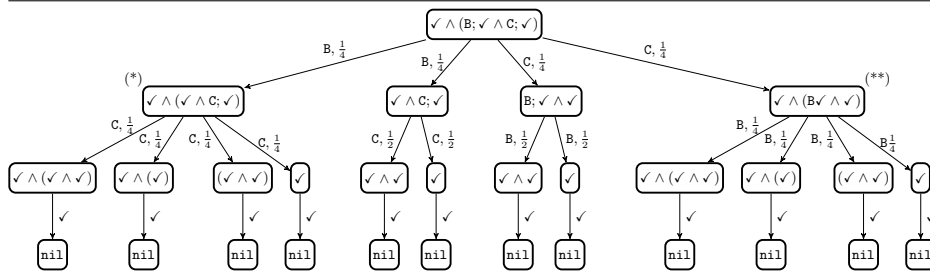 ✓ ∧ (B; ✓ ∧ C; ✓)
B, 1/4 B, 1/4 C, 1/4 C, 1/4
(*) (**)
✓ ∧ (✓ ∧ C; ✓) ✓ ∧ C; ✓ B; ✓ ∧ ✓ ✓ ∧ (B✓ ∧ ✓)
C, 1/4 C, 1/4 C, 1/4 C, 1/4 C, 1/2 C, 1/2 B, 1/2 B, 1/2 B, 1/4 B, 1/4 B, 1/4 B1/4
✓ ∧ (✓ ∧ ✓) ✓ ∧ (✓) (✓ ∧ ✓) ✓ ✓ ∧ ✓ ✓ ✓ ∧ ✓ ✓ ✓ ∧ (✓ ∧ ✓) ✓ ∧ (✓) (✓ ∧ ✓) ✓
✓ ✓ ✓ ✓ ✓ ✓ ✓ ✓ ✓ ✓ ✓ ✓
nil nil nil nil nil nil nil nil nil nil nil nil